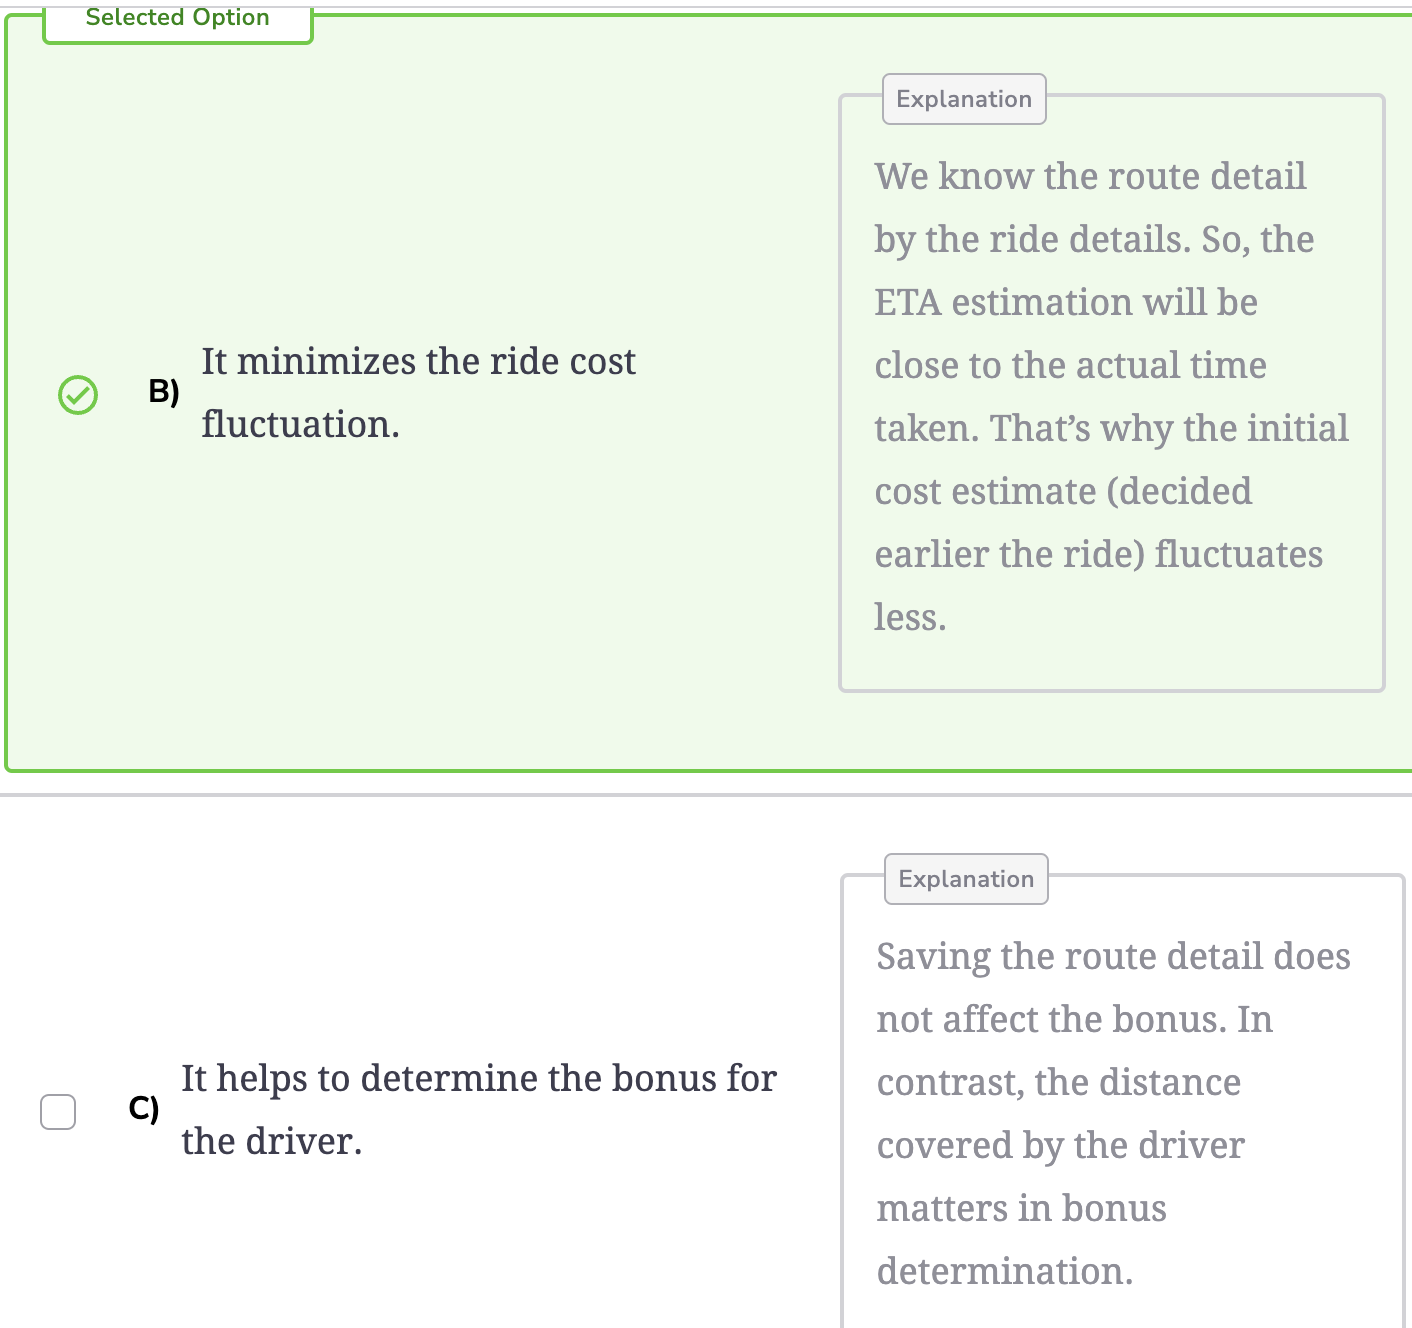 Selected Option
Explanation
We know the route detail
by the ride details. So, the
ETA estimation will be
close to the actual time
taken. That’s why the initial
cost estimate (decided
earlier the ride) fluctuates
less.
B)
It minimizes the ride cost
fluctuation.
Explanation
Saving the route detail does
not affect the bonus. In
contrast, the distance
covered by the driver
matters in bonus
determination.
C)
It helps to determine the bonus for
the driver.